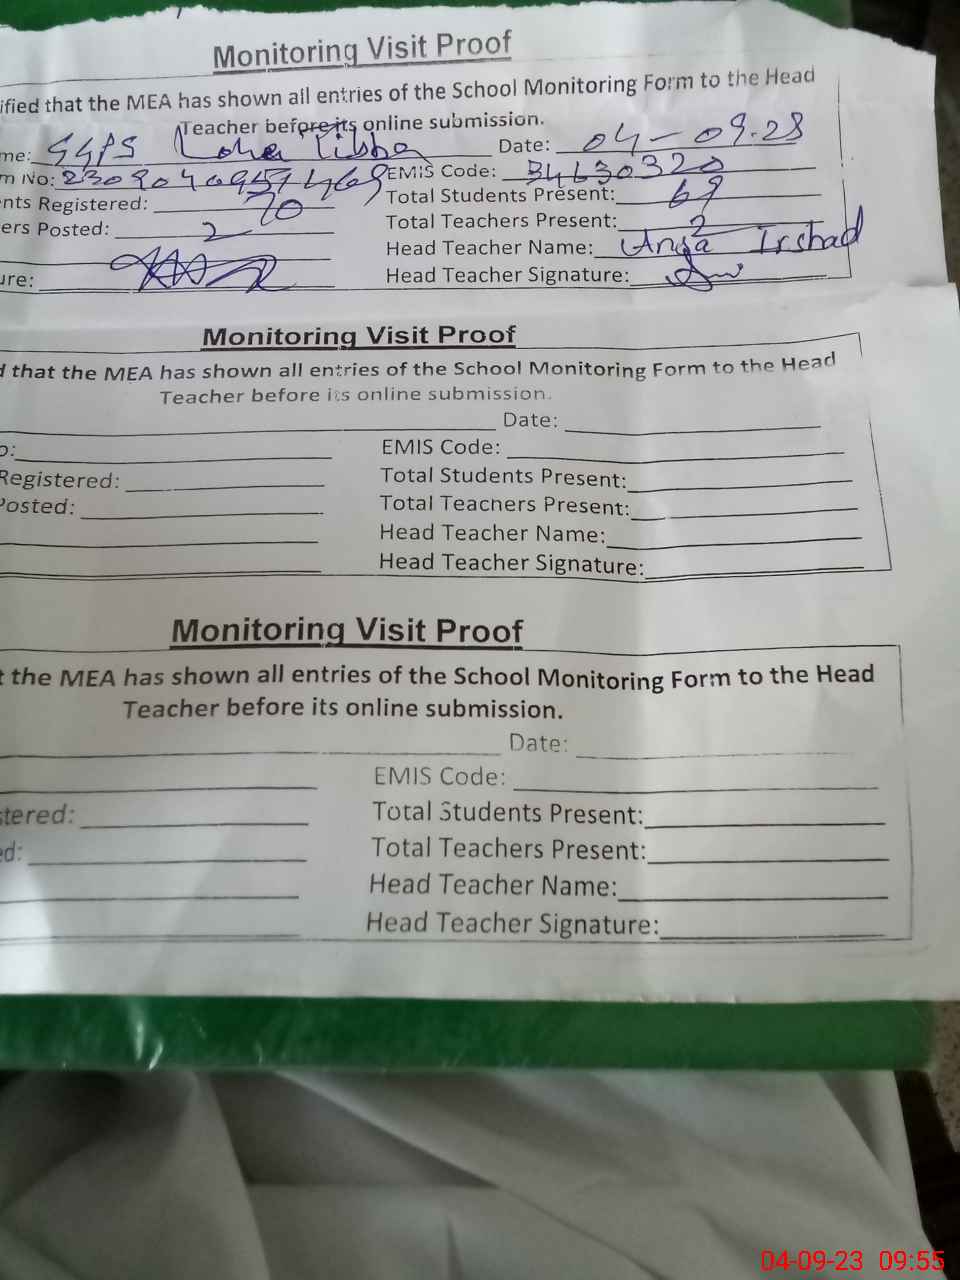 Monitoring Visit Proof
ified that the MEA has shown all entries of the School Monitoring Form to the Head
Teacher before its online submission.
me: GGPS Loha Tibba Date: 04-09-23
m No: EMIS Code: 34630320
nts Registered: 70 Total Students Present: 69
ers Posted: 2 Total Teachers Present: 2
Head Teacher Name: Irshad
ure: Head Teacher Signature:
Monitoring Visit Proof
d that the MEA has shown all entries of the School Monitoring Form to the Head
Teacher before its online submission.
Date:
o: EMIS Code:
Registered: Total Students Present:
Posted: Total Teachers Present:
Head Teacher Name:
Head Teacher Signature:
Monitoring Visit Proof
t the MEA has shown all entries of the School Monitoring Form to the Head
Teacher before its online submission.
Date:
EMIS Code:
stered: Total Students Present:
ed: Total Teachers Present:
Head Teacher Name:
Head Teacher Signature:
04-09-23 09:55